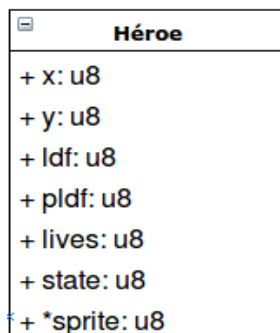 Héroe
+ x: u8
+ y: u8
+ ldf: u8
+ pldf: u8
+ lives: u8
+ state: u8
+ *sprite: u8